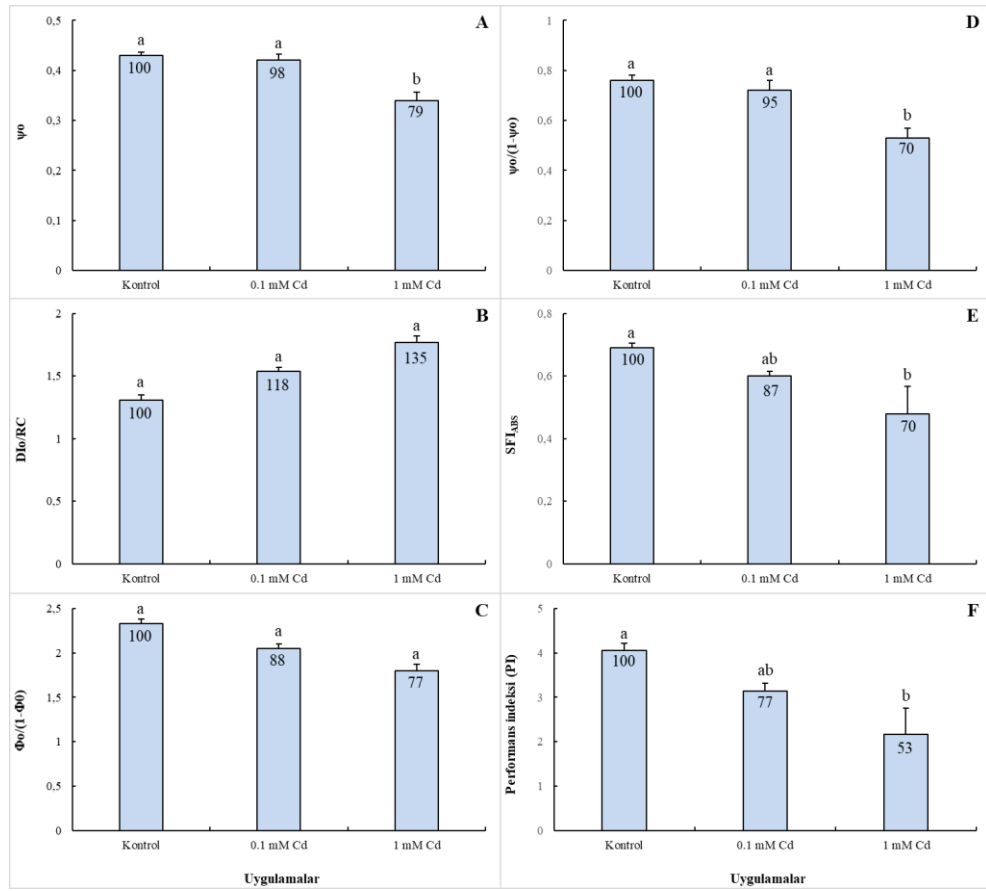 A
ψo
0,5
0,4
0,3
0,2
0,1
0
a
a
b
100
98
79
Kontrol
0.1 mM Cd
1 mM Cd
D
ψo/(1-ψo)
1
0,8
0,6
0,4
0,2
0
a
a
b
100
95
70
Kontrol
0.1 mM Cd
1 mM Cd
B
DIo/RC
2
1,5
1
0,5
0
a
a
a
100
118
135
Kontrol
0.1 mM Cd
1 mM Cd
E
SFI_ABS
0,8
0,6
0,4
0,2
0
a
ab
b
100
87
70
Kontrol
0.1 mM Cd
1 mM Cd
C
Φo/(1-Φ0)
2,5
2
1,5
1
0,5
0
a
a
a
100
88
77
Kontrol
0.1 mM Cd
1 mM Cd
Uygulamalar
F
Performans indeksi (PI)
5
4
3
2
1
0
a
ab
b
100
77
53
Kontrol
0.1 mM Cd
1 mM Cd
Uygulamalar